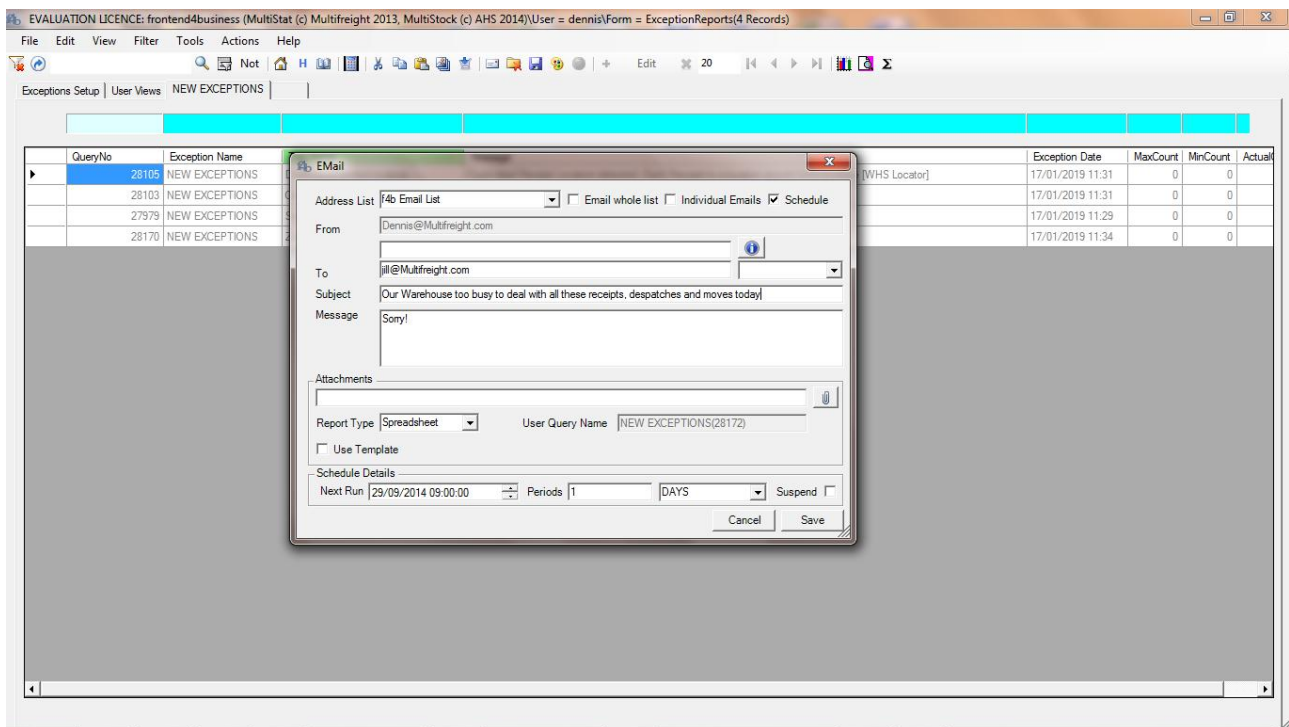 EVALUATION LICENCE: frontend4business (MultiStat (c) Multifreight 2013, MultiStock (c) AHS 2014)\User = dennis\Form = ExceptionReports(4 Records)
File Edit View Filter Tools Actions Help
Not H Edit 20 Σ
Exceptions Setup User Views NEW EXCEPTIONS
QueryNo Exception Name Exception Date MaxCount MinCount Actual
28105 NEW EXCEPTIONS [WHS Locator] 17/01/2019 11:31 0 0
28103 NEW EXCEPTIONS 17/01/2019 11:31 0 0
27979 NEW EXCEPTIONS 17/01/2019 11:29 0 0
28170 NEW EXCEPTIONS 17/01/2019 11:34 0 0
EMail
Address List f4b Email List Email whole list Individual Emails Schedule
From Dennis@Multifreight.com
To jill@Multifreight.com
Subject Our Warehouse too busy to deal with all these receipts, despatches and moves today
Message Sorry!
Attachments
Report Type Spreadsheet User Query Name NEW EXCEPTIONS(28172)
Use Template
Schedule Details
Next Run 29/09/2014 09:00:00 Periods 1 DAYS Suspend
Cancel Save